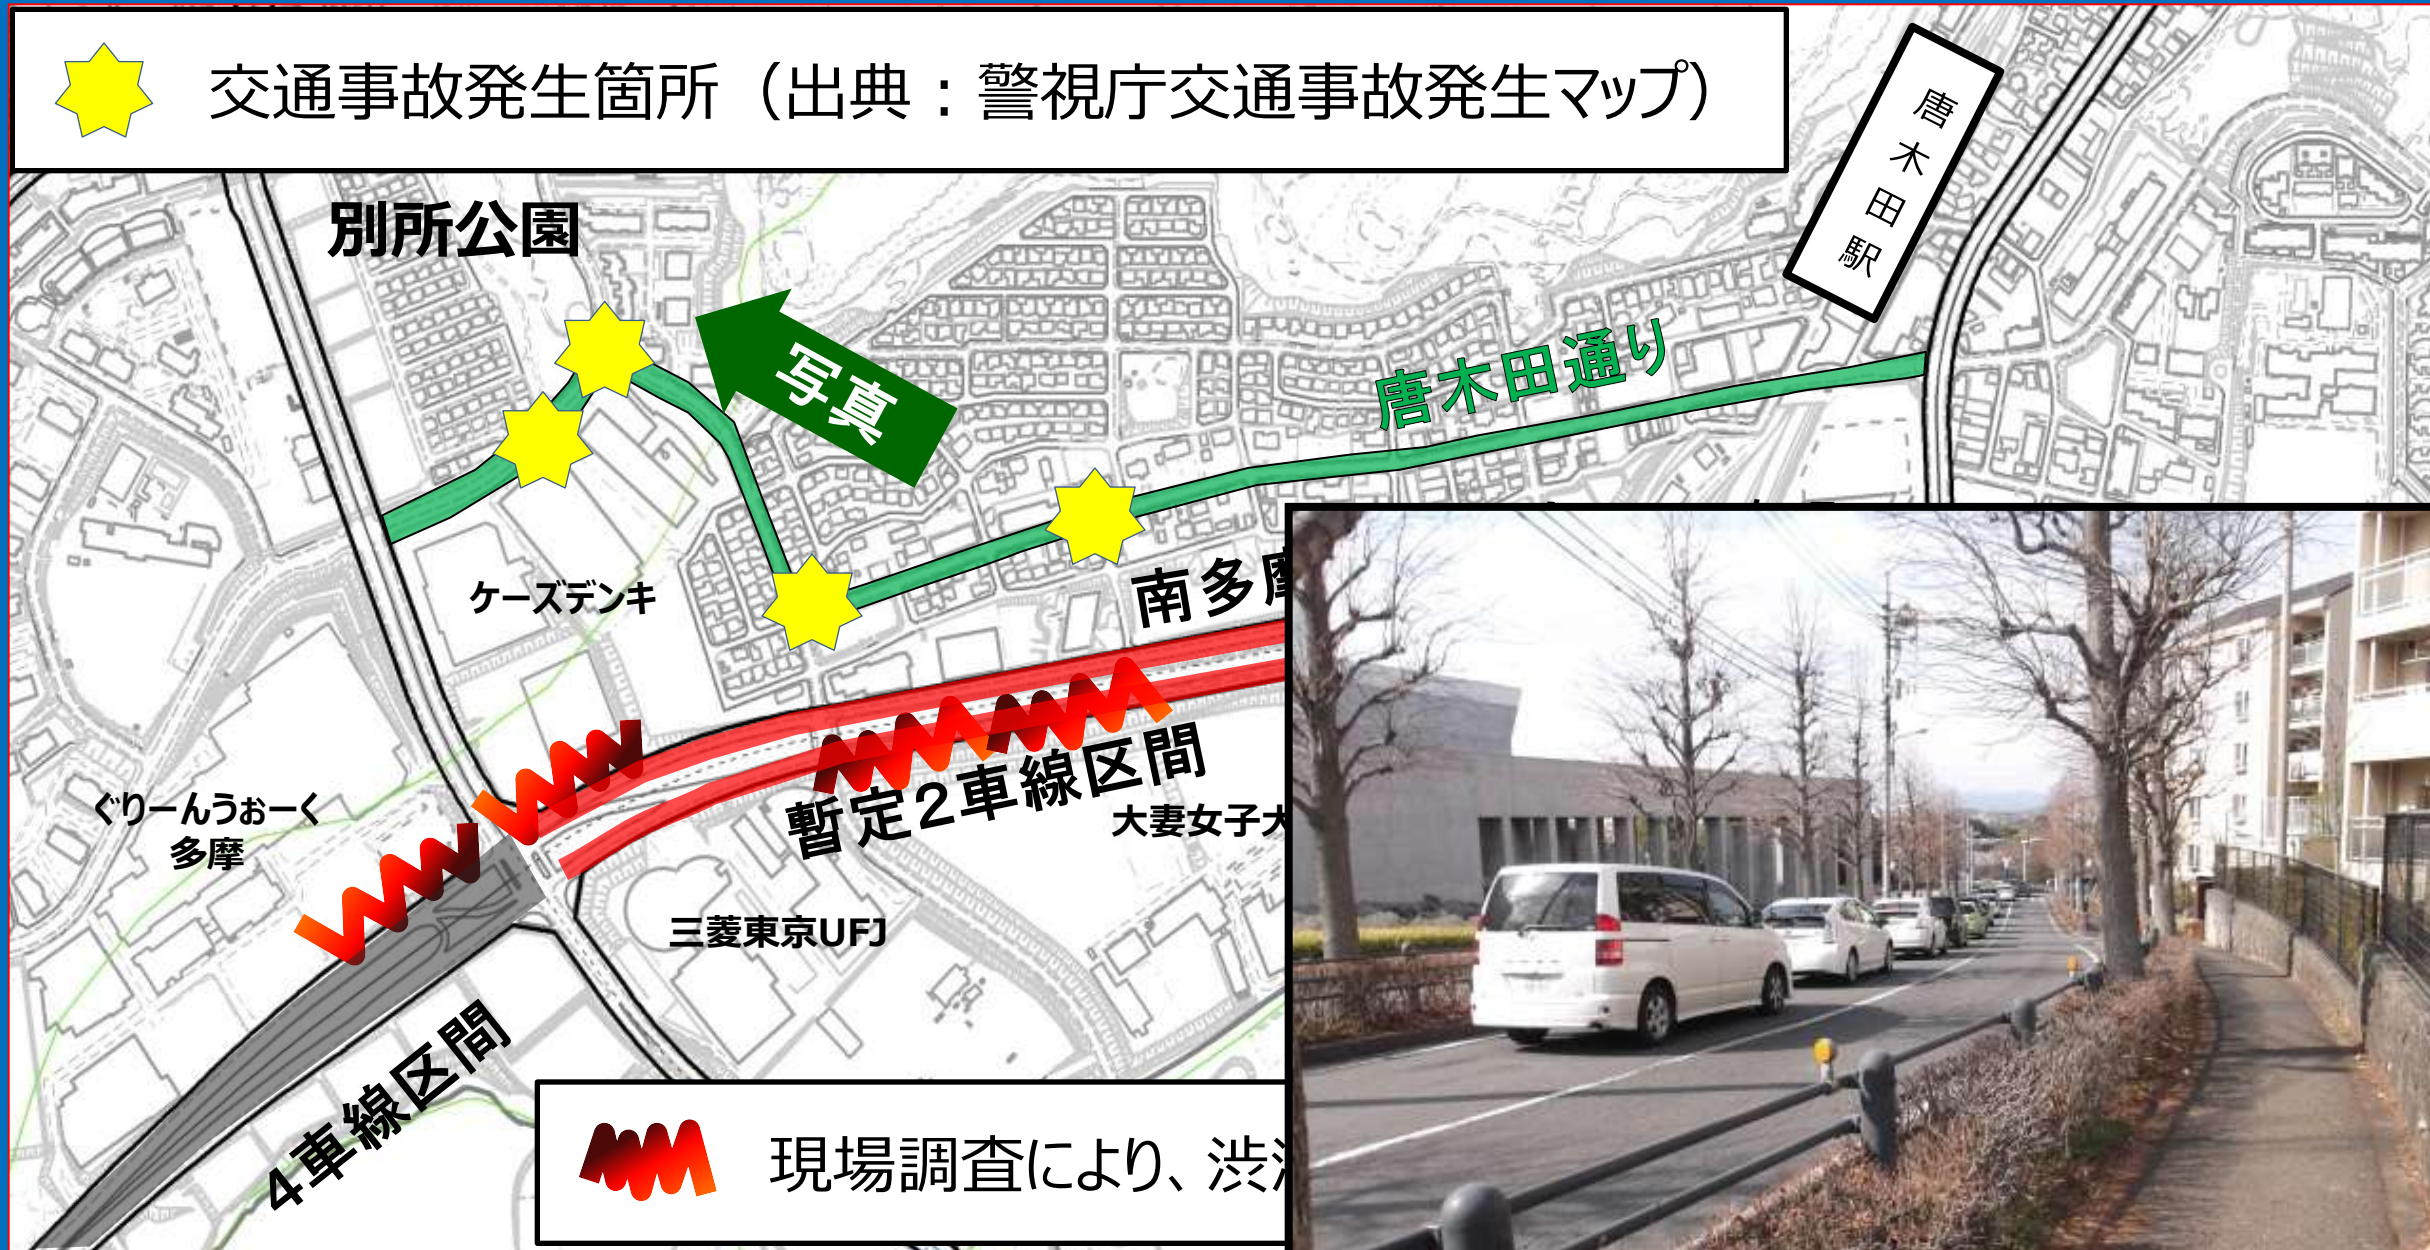 交通事故発生箇所（出典：警視庁交通事故発生マップ）
唐木田駅
別所公園
写真
唐木田通り
ケーズデンキ
南多摩
暫定２車線区間
ぐりーんうぉーく
多摩
大妻女子大
三菱東京UFJ
４車線区間
現場調査により、渋